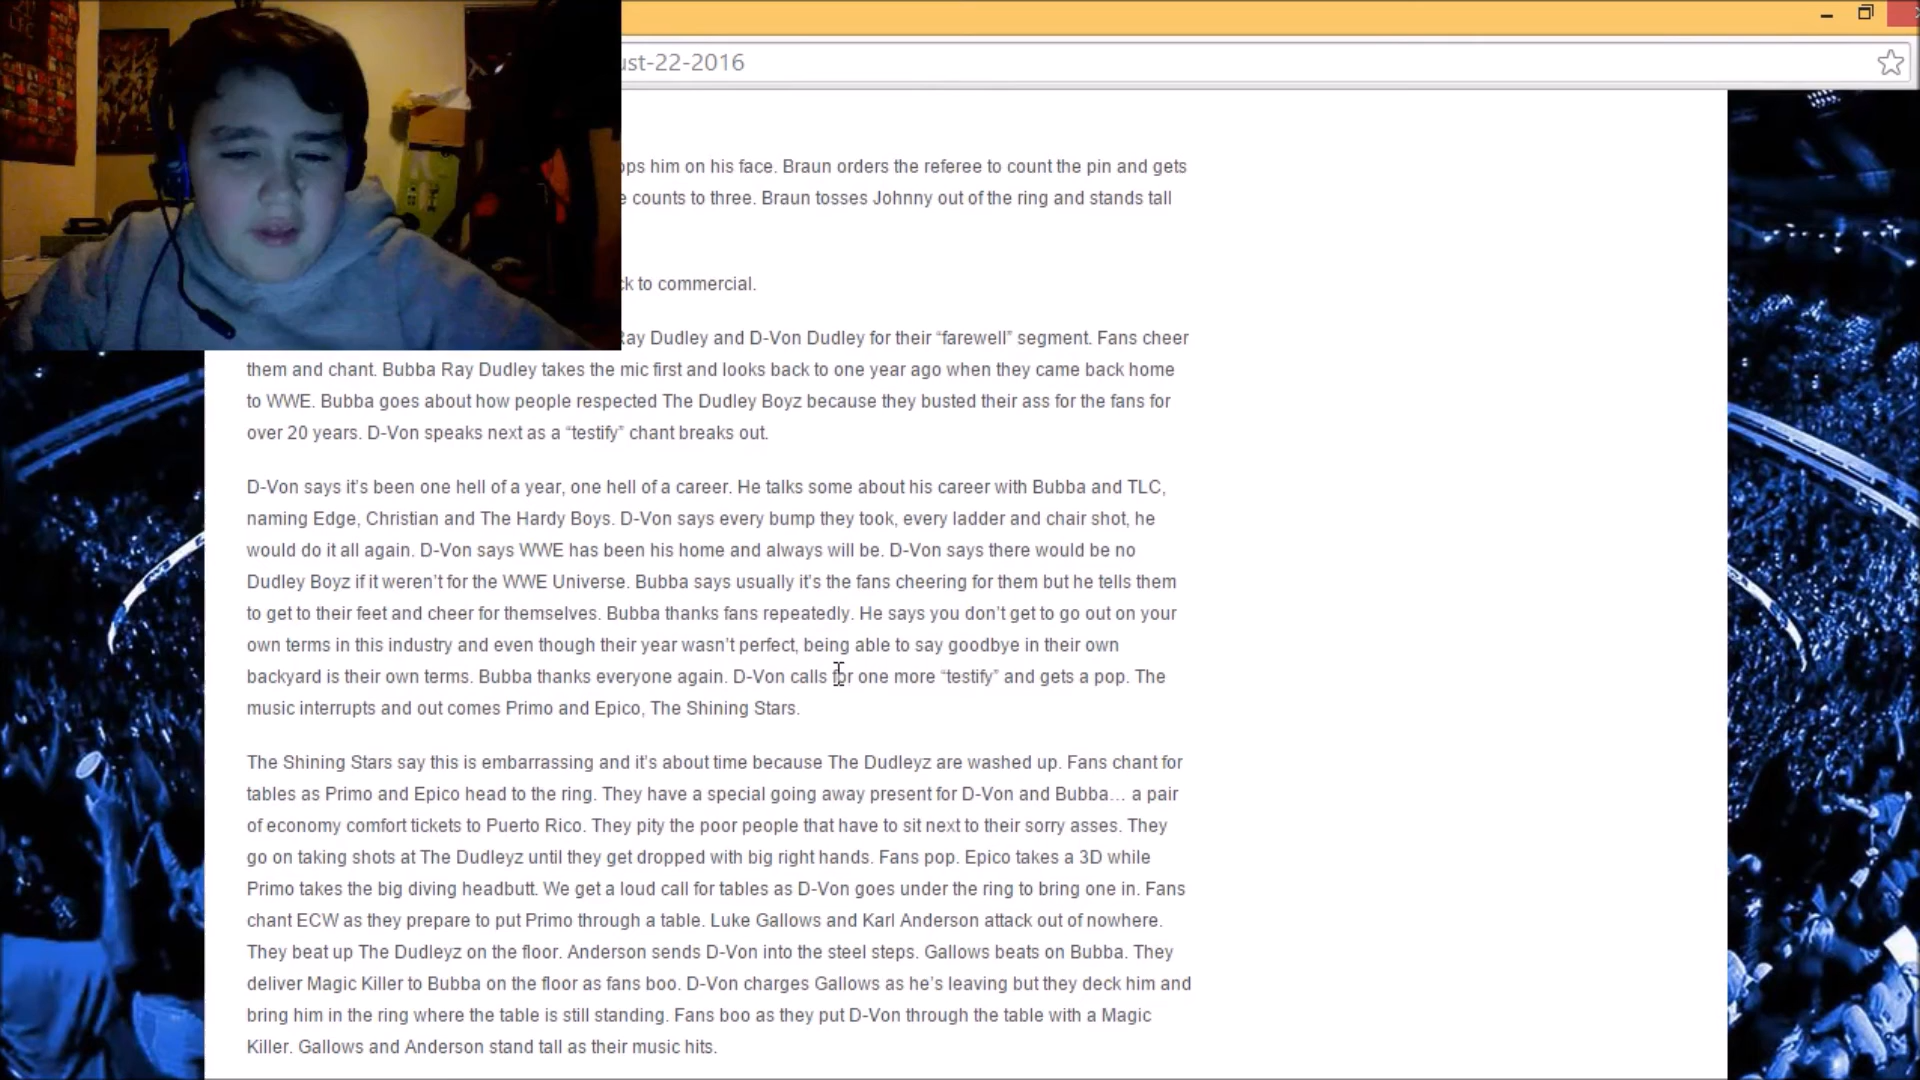 ust-22-2016
ops him on his face. Braun orders the referee to count the pin and gets
e counts to three. Braun tosses Johnny out of the ring and stands tall
ck to commercial.
Ray Dudley and D-Von Dudley for their “farewell” segment. Fans cheer
them and chant. Bubba Ray Dudley takes the mic first and looks back to one year ago when they came back home
to WWE. Bubba goes about how people respected The Dudley Boyz because they busted their ass for the fans for
over 20 years. D-Von speaks next as a “testify” chant breaks out.
D-Von says it’s been one hell of a year, one hell of a career. He talks some about his career with Bubba and TLC,
naming Edge, Christian and The Hardy Boys. D-Von says every bump they took, every ladder and chair shot, he
would do it all again. D-Von says WWE has been his home and always will be. D-Von says there would be no
Dudley Boyz if it weren’t for the WWE Universe. Bubba says usually it’s the fans cheering for them but he tells them
to get to their feet and cheer for themselves. Bubba thanks fans repeatedly. He says you don’t get to go out on your
own terms in this industry and even though their year wasn’t perfect, being able to say goodbye in their own
backyard is their own terms. Bubba thanks everyone again. D-Von calls for one more “testify” and gets a pop. The
music interrupts and out comes Primo and Epico, The Shining Stars.
The Shining Stars say this is embarrassing and it’s about time because The Dudleyz are washed up. Fans chant for
tables as Primo and Epico head to the ring. They have a special going away present for D-Von and Bubba… a pair
of economy comfort tickets to Puerto Rico. They pity the poor people that have to sit next to their sorry asses. They
go on taking shots at The Dudleyz until they get dropped with big right hands. Fans pop. Epico takes a 3D while
Primo takes the big diving headbutt. We get a loud call for tables as D-Von goes under the ring to bring one in. Fans
chant ECW as they prepare to put Primo through a table. Luke Gallows and Karl Anderson attack out of nowhere.
They beat up The Dudleyz on the floor. Anderson sends D-Von into the steel steps. Gallows beats on Bubba. They
deliver Magic Killer to Bubba on the floor as fans boo. D-Von charges Gallows as he’s leaving but they deck him and
bring him in the ring where the table is still standing. Fans boo as they put D-Von through the table with a Magic
Killer. Gallows and Anderson stand tall as their music hits.